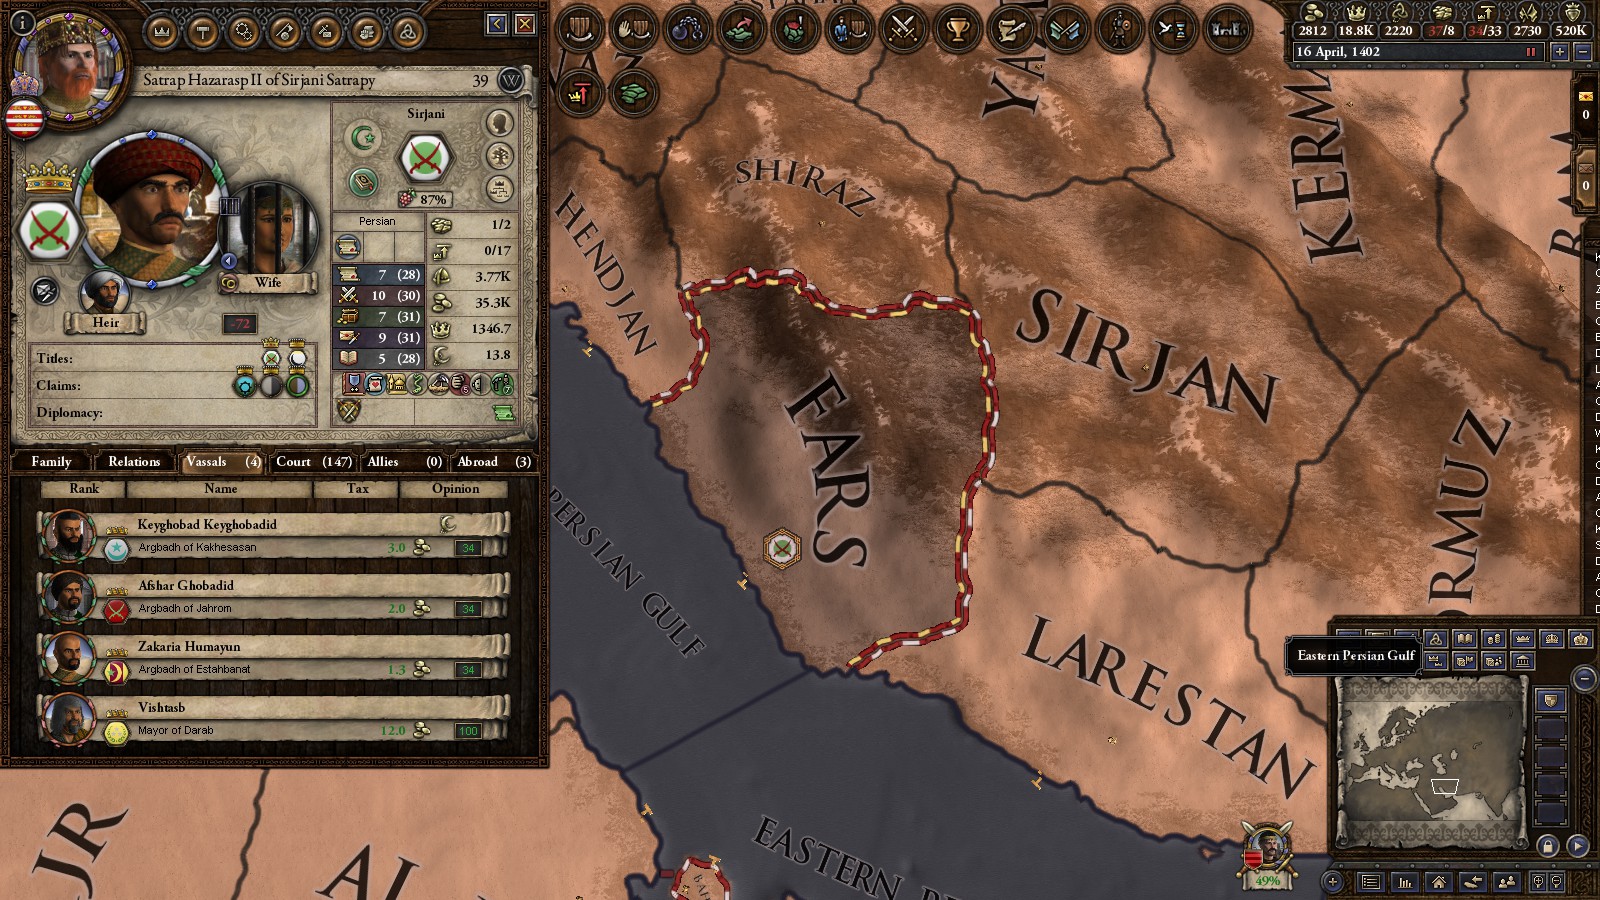 Satrap Hazarasp II of Sirjani Satrapy
39
Sirjani
87%
Persian
Wife
Heir
-72
7 (28)
10 (30)
7 (31)
9 (31)
5 (28)
1/2
0/17
3.77K
35.3K
1346.7
13.8
Titles:
Claims:
Diplomacy:
Family
Relations
Vassals (4)
Court (147)
Allies (0)
Abroad (3)
Rank
Name
Tax
Opinion
Keyghobad Keyghobadid
Argbadh of Kakhesasan
3.0
34
Afshar Ghobadid
Argbadh of Jahrom
2.0
34
Zakaria Humayun
Argbadh of Estahbanat
1.3
34
Vishtasb
Mayor of Darab
12.0
100
2812
18.8K
2220
37/8
34/33
2730
520K
16 April, 1402
0
0
SHIRAZ
HENDJAN
KERM
SIRJAN
FARS
PERSIAN GULF
LARESTAN
ORMUZ
EASTERN
Eastern Persian Gulf
49%